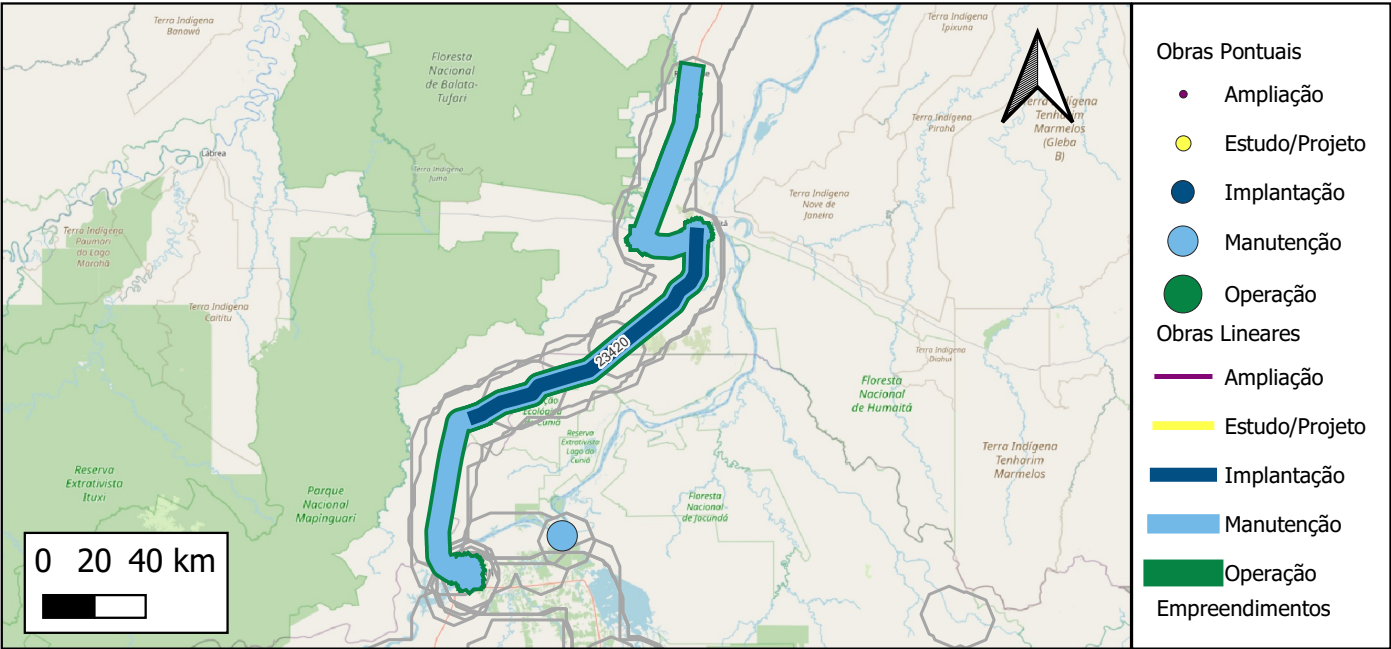 Terra Indígena
Banawá
Floresta
Nacional
de Balata-
Tufari
Terra Indígena
Ipixuna
Terra Indígena
Tenharim
Marmelos
(Gleba
B)
Terra Indígena
Pirahã
Lábrea
Terra Indígena
Juma
Terra Indígena
Nove de
Janeiro
Terra Indígena
Paumari
do Lago
Marahã
Terra Indígena
Caititu
23420
Terra Indígena
Diahui
Floresta
Nacional
de Humaitá
Ecológica
Cuniã
Reserva
Extrativista
Lago do
Cuniã
Terra Indígena
Tenharim
Marmelos
Reserva
Extrativista
Ituxi
Parque
Nacional
Mapinguari
Floresta
Nacional
de Jacundá
0 20 40 km
Obras Pontuais
Ampliação
Estudo/Projeto
Implantação
Manutenção
Operação
Obras Lineares
Ampliação
Estudo/Projeto
Implantação
Manutenção
Operação
Empreendimentos